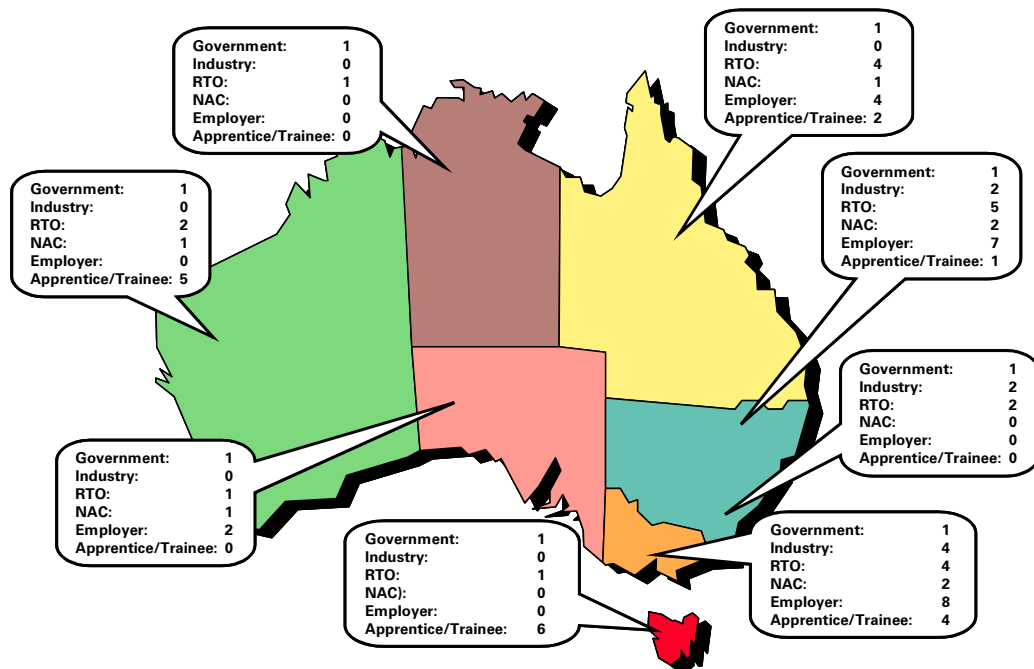 Government: 1
Industry: 0
RTO: 1
NAC: 0
Employer: 0
Apprentice/Trainee: 0
Government: 1
Industry: 0
RTO: 4
NAC: 1
Employer: 4
Apprentice/Trainee: 2
Government: 1
Industry: 0
RTO: 2
NAC: 1
Employer: 0
Apprentice/Trainee: 5
Government: 1
Industry: 2
RTO: 5
NAC: 2
Employer: 7
Apprentice/Trainee: 1
Government: 1
Industry: 2
RTO: 2
NAC: 0
Employer: 0
Apprentice/Trainee: 0
Government: 1
Industry: 0
RTO: 1
NAC: 1
Employer: 2
Apprentice/Trainee: 0
Government: 1
Industry: 0
RTO: 1
NAC): 0
Employer: 0
Apprentice/Trainee: 6
Government: 1
Industry: 4
RTO: 4
NAC: 2
Employer: 8
Apprentice/Trainee: 4